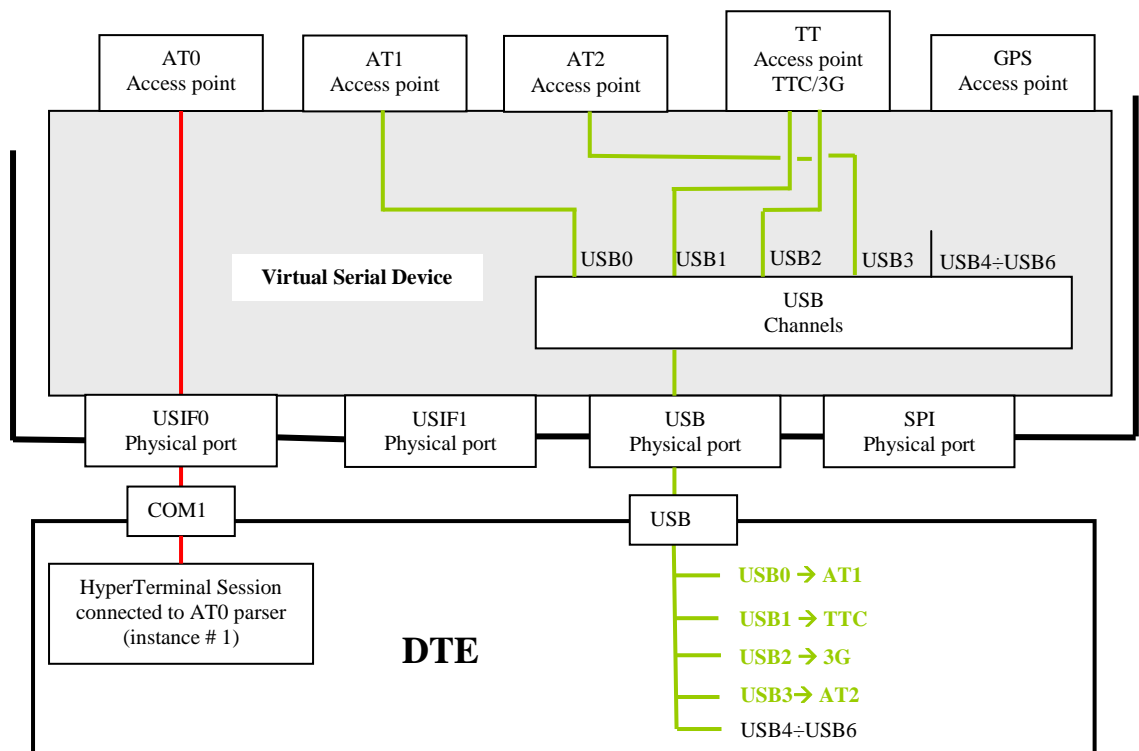 AT0
Access point
AT1
Access point
AT2
Access point
TT
Access point
TTC/3G
GPS
Access point
Virtual Serial Device
USB0
USB1
USB2
USB3
USB4÷USB6
USB
Channels
USIF0
Physical port
USIF1
Physical port
USB
Physical port
SPI
Physical port
COM1
USB
HyperTerminal Session
connected to AT0 parser
(instance # 1)
DTE
USB0 → AT1
USB1 → TTC
USB2 → 3G
USB3→ AT2
USB4÷USB6